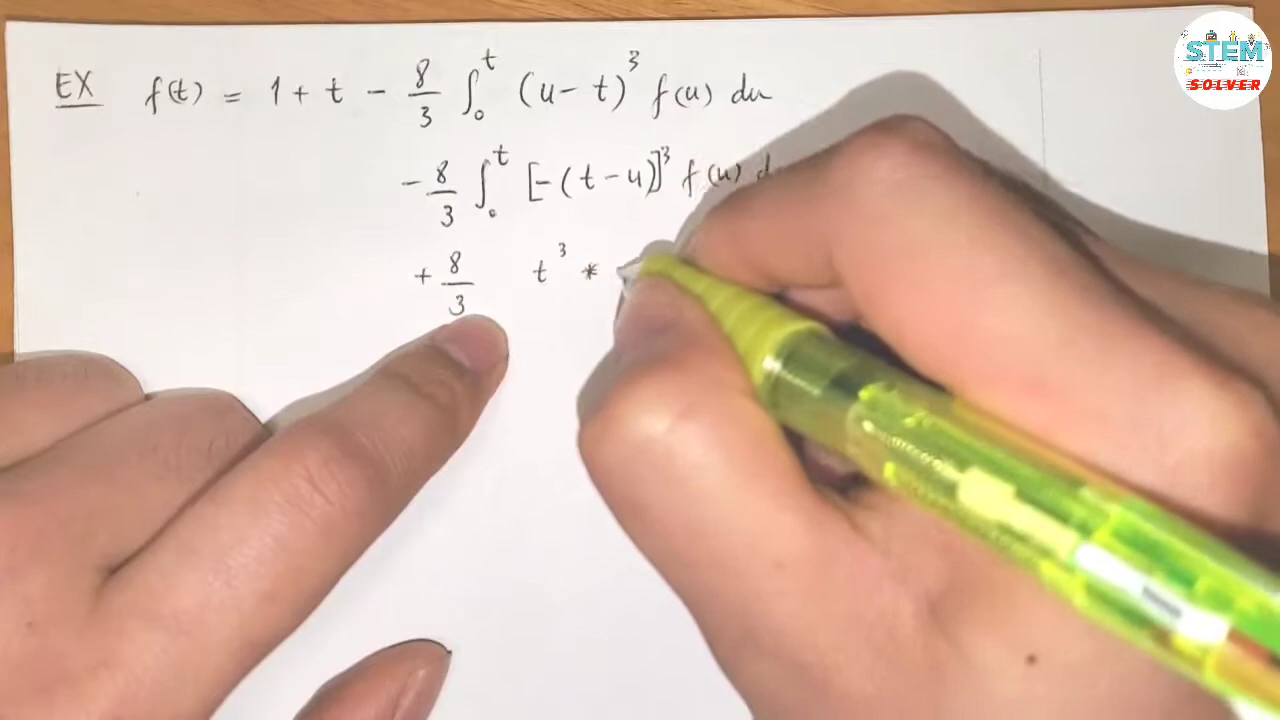 EX f(t) = 1 + t - 8/3 ∫₀ᵗ (u - t)³ f(u) du
- 8/3 ∫₀ᵗ [-(t - u)]³ f(u) d
+ 8/3 t³ *
STEM
SOLVER